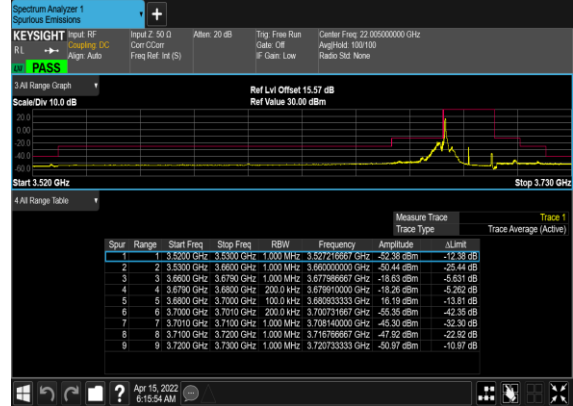 Spectrum Analyzer 1
Spurious Emissions
KEYSIGHT Input: RF Input Z: 50 Ω Atten: 20 dB Trig: Free Run Center Freq: 22.005000000 GHz
RL Coupling: DC Corr CCorr Gate: Off Avg|Hold: 100/100
Align: Auto Freq Ref: Int (S) IF Gain: Low Radio Std: None
PASS
3 All Range Graph
Ref Lvl Offset 15.57 dB
Scale/Div 10.0 dB Ref Value 30.00 dBm
20.0
0.00
-20.0
-40.0
-60.0
Start 3.520 GHz Stop 3.730 GHz
4 All Range Table
Measure Trace Trace 1
Trace Type Trace Average (Active)
Spur Range Start Freq Stop Freq RBW Frequency Amplitude ΔLimit
1 1 3.5200 GHz 3.5300 GHz 1.000 MHz 3.527216667 GHz -52.38 dBm -12.38 dB
2 2 3.5300 GHz 3.6600 GHz 1.000 MHz 3.660000000 GHz -50.44 dBm -25.44 dB
3 3 3.6600 GHz 3.6790 GHz 1.000 MHz 3.677986667 GHz -18.63 dBm -5.631 dB
4 4 3.6790 GHz 3.6800 GHz 200.0 kHz 3.679910000 GHz -18.26 dBm -5.262 dB
5 5 3.6800 GHz 3.7000 GHz 100.0 kHz 3.680933333 GHz 16.19 dBm -13.81 dB
6 6 3.7000 GHz 3.7010 GHz 200.0 kHz 3.700731667 GHz -55.35 dBm -42.35 dB
7 7 3.7010 GHz 3.7100 GHz 1.000 MHz 3.708140000 GHz -45.30 dBm -32.30 dB
8 8 3.7100 GHz 3.7200 GHz 1.000 MHz 3.716766667 GHz -47.92 dBm -22.92 dB
9 9 3.7200 GHz 3.7300 GHz 1.000 MHz 3.720733333 GHz -50.97 dBm -10.97 dB
? Apr 15, 2022
6:15:54 AM